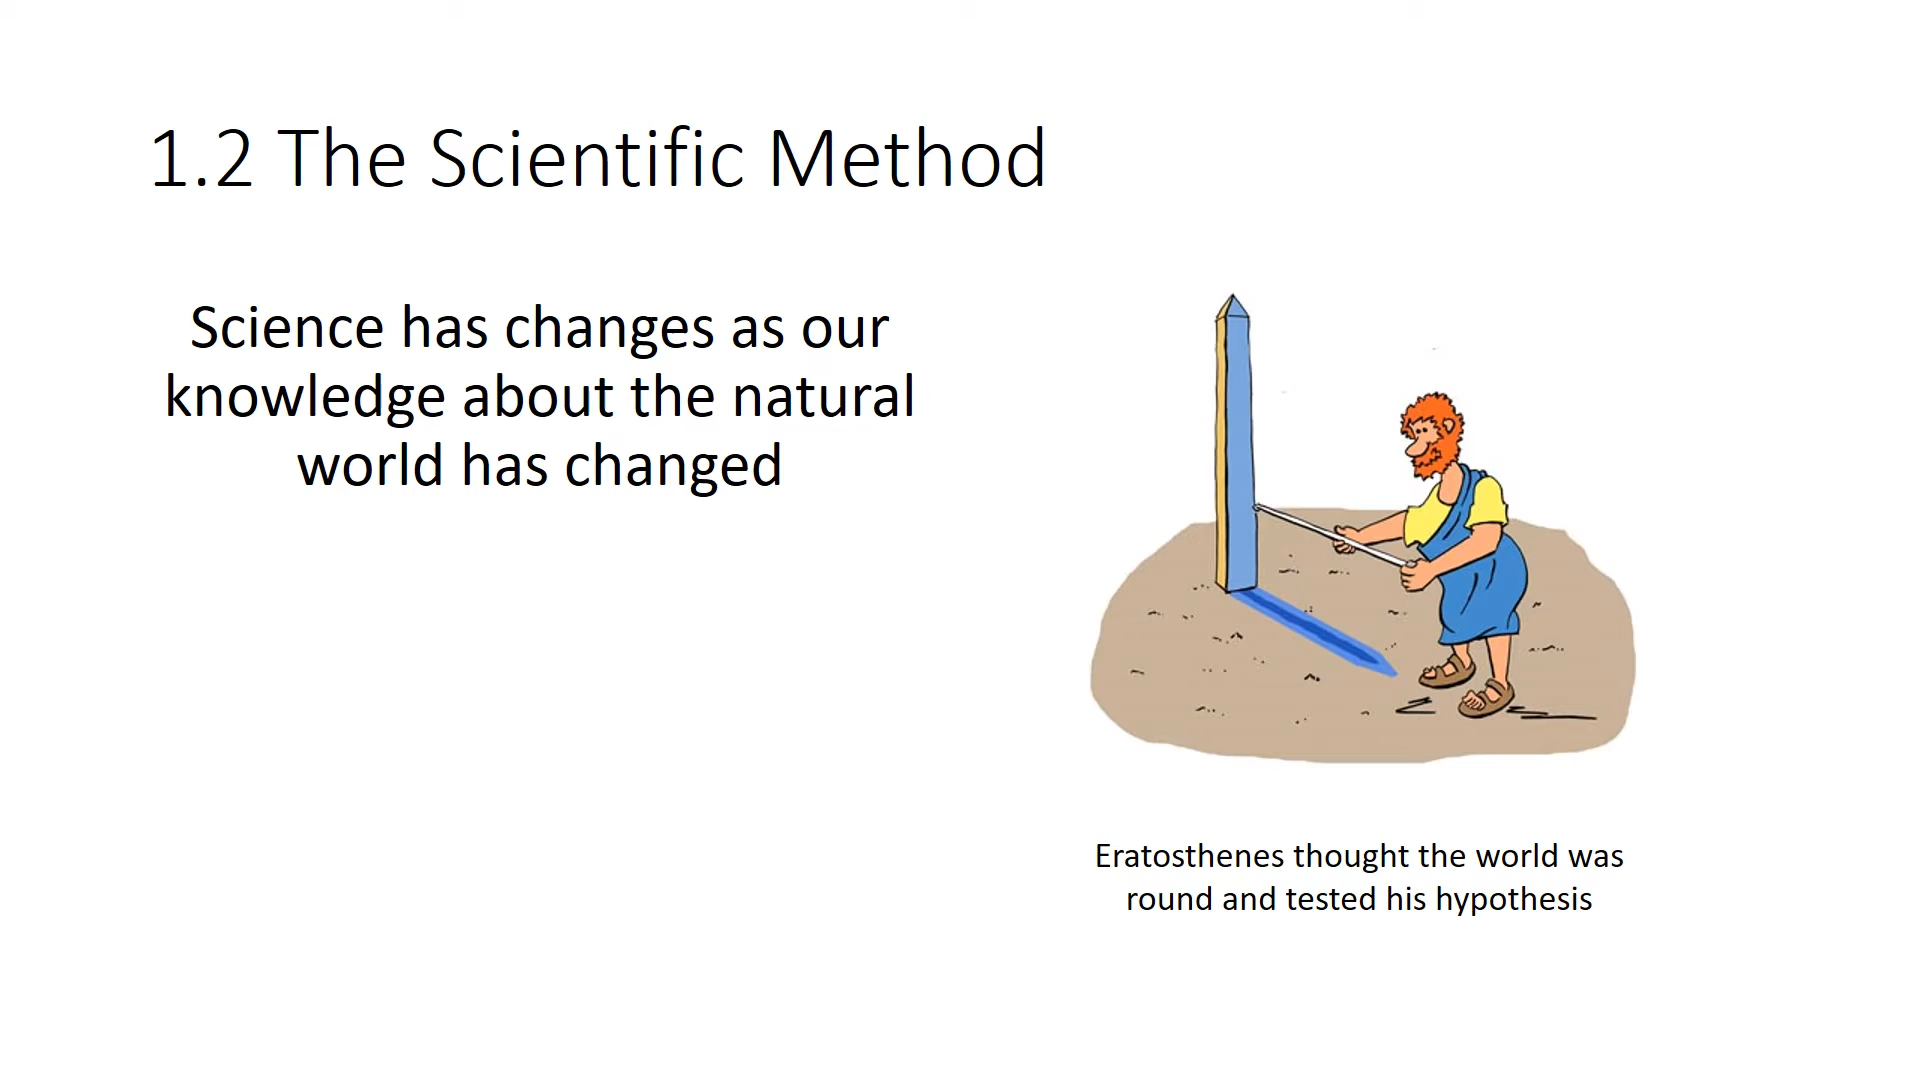 1.2 The Scientific Method
Science has changes as our
knowledge about the natural
world has changed
Eratosthenes thought the world was
round and tested his hypothesis